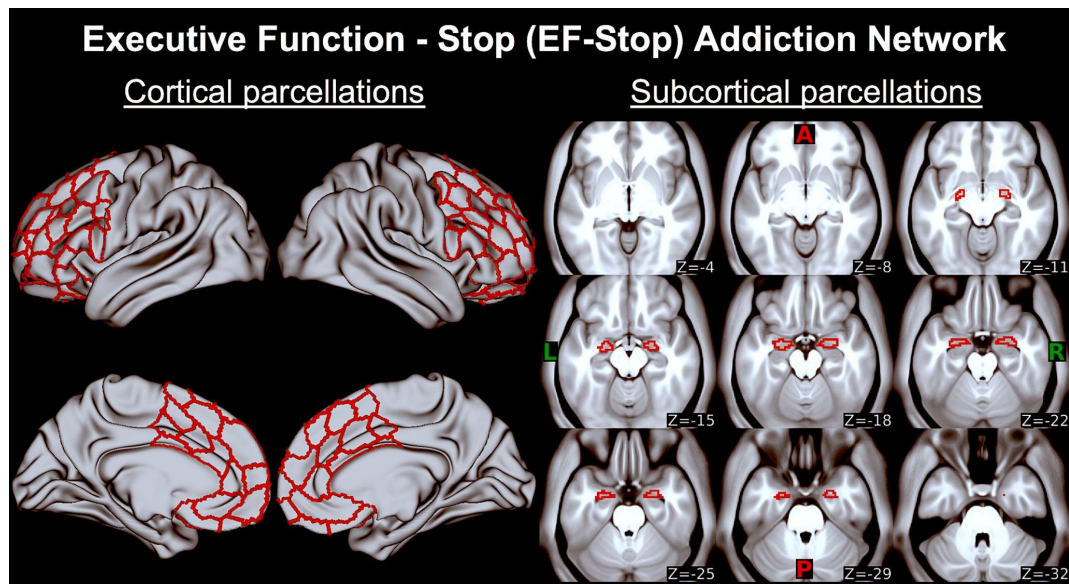 Executive Function - Stop (EF-Stop) Addiction Network
Cortical parcellations
Subcortical parcellations
A
Z=-4
Z=-8
Z=-11
L
R
Z=-15
Z=-18
Z=-22
P
Z=-25
Z=-29
Z=-32